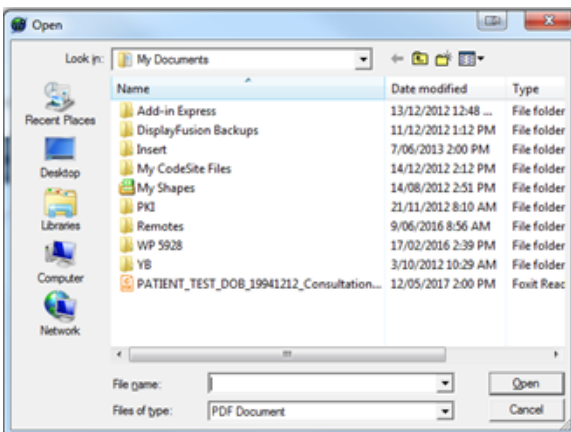 Open
Look in: My Documents
Name Date modified Type
Add-in Express 13/12/2012 12:48 ... File folder
DisplayFusion Backups 11/12/2012 1:12 PM File folder
Insert 7/06/2013 2:00 PM File folder
My CodeSite Files 14/12/2012 2:12 PM File folder
My Shapes 14/08/2012 2:51 PM File folder
PKI 21/11/2012 8:10 AM File folder
Remotes 9/06/2016 8:56 AM File folder
WP 5928 17/02/2016 2:39 PM File folder
YB 3/10/2012 10:29 AM File folder
PATIENT_TEST_DOB_19941212_Consultation... 12/05/2017 2:00 PM Foxit Reac
Recent Places
Desktop
Libraries
Computer
Network
File name: Open
Files of type: PDF Document Cancel